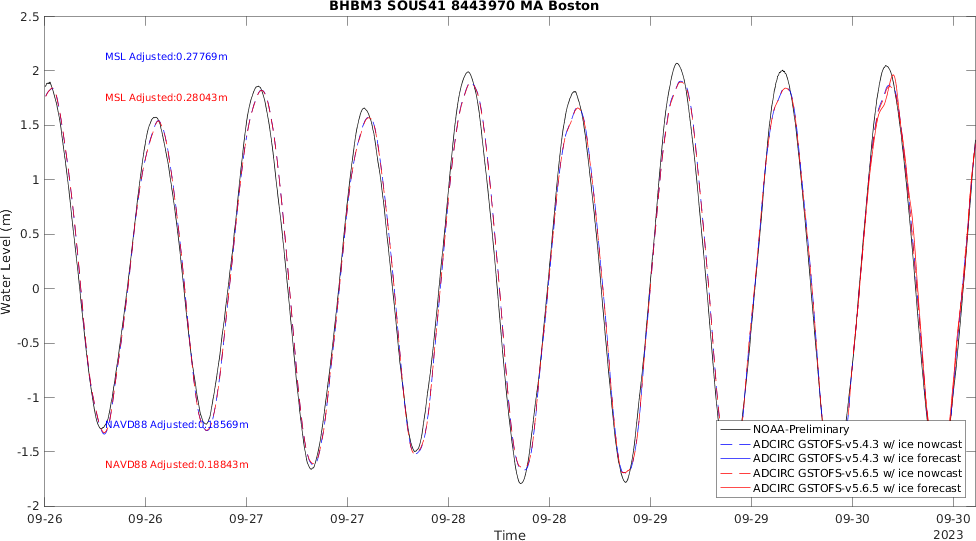 BHBM3 SOUS41 8443970 MA Boston
2.5
2
1.5
1
0.5
0
-0.5
-1
-1.5
-2
Water Level (m)
MSL Adjusted:0.27769m
MSL Adjusted:0.28043m
NAVD88 Adjusted:0.18569m
NAVD88 Adjusted:0.18843m
NOAA-Preliminary
ADCIRC GSTOFS-v5.4.3 w/ ice nowcast
ADCIRC GSTOFS-v5.4.3 w/ ice forecast
ADCIRC GSTOFS-v5.6.5 w/ ice nowcast
ADCIRC GSTOFS-v5.6.5 w/ ice forecast
09-26 09-26 09-27 09-27 09-28 09-28 09-29 09-29 09-30 09-30
Time
2023